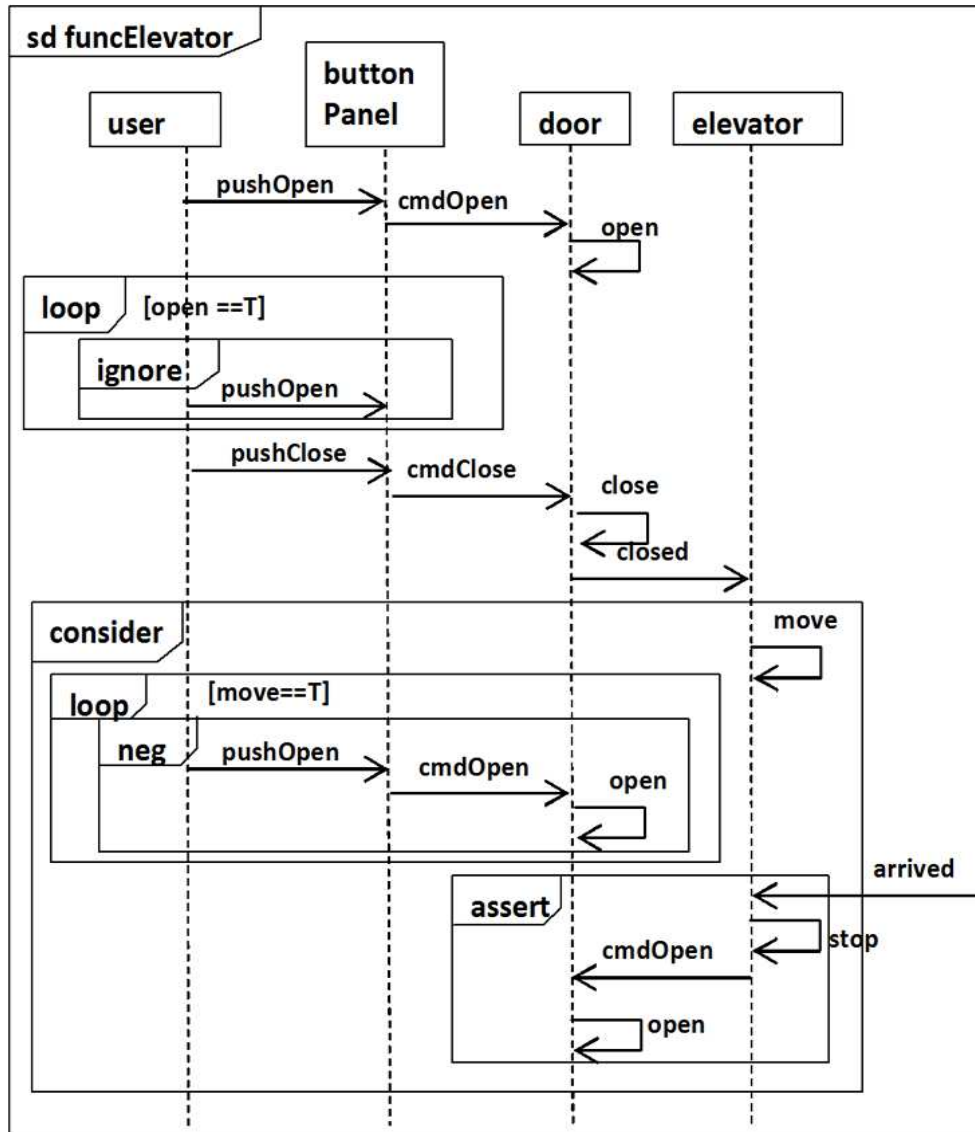 sd funcElevator
user
button
Panel
door
elevator
pushOpen
cmdOpen
open
loop
[open ==T]
ignore
pushOpen
pushClose
cmdClose
close
closed
consider
move
loop
[move==T]
neg
pushOpen
cmdOpen
open
arrived
assert
stop
cmdOpen
open